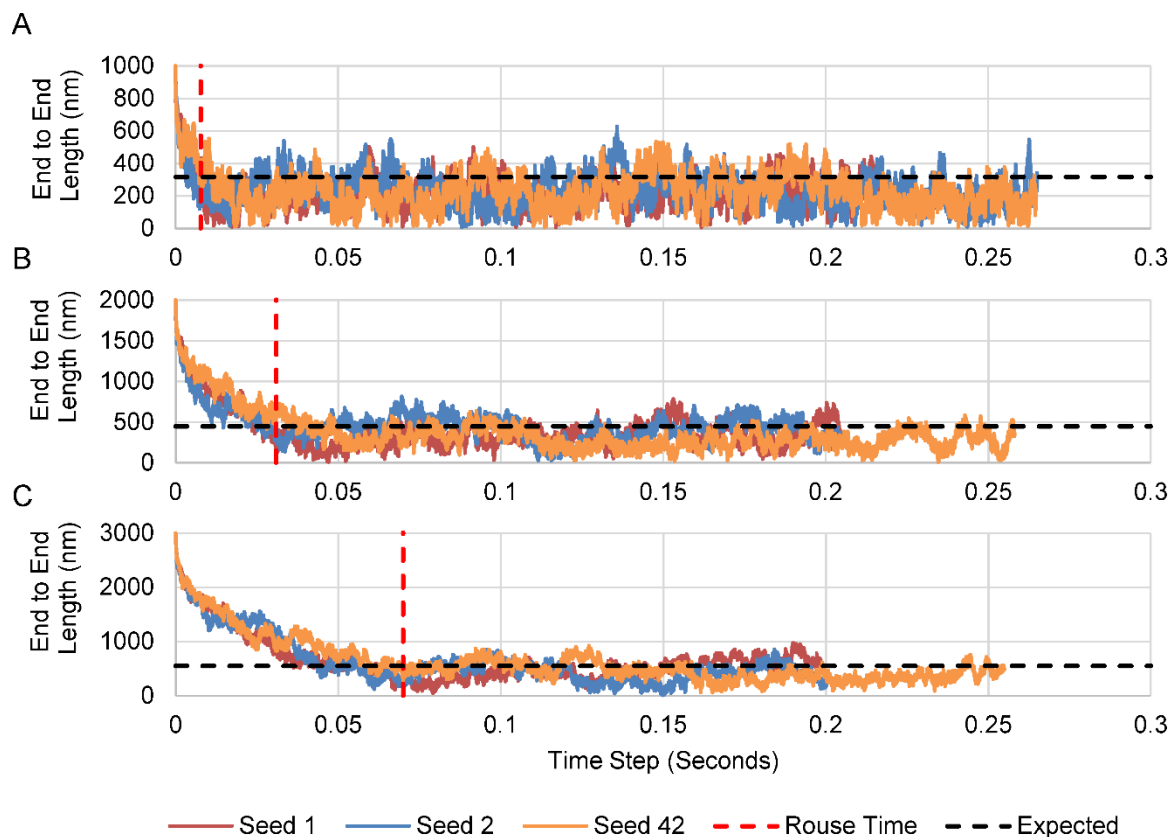 A
End to End
Length (nm)
1000
800
600
400
200
0
0 0.05 0.1 0.15 0.2 0.25 0.3
B
End to End
Length (nm)
2000
1500
1000
500
0
0 0.05 0.1 0.15 0.2 0.25 0.3
C
End to End
Length (nm)
3000
2000
1000
0
0 0.05 0.1 0.15 0.2 0.25 0.3
Time Step (Seconds)
Seed 1 Seed 2 Seed 42 Rouse Time Expected